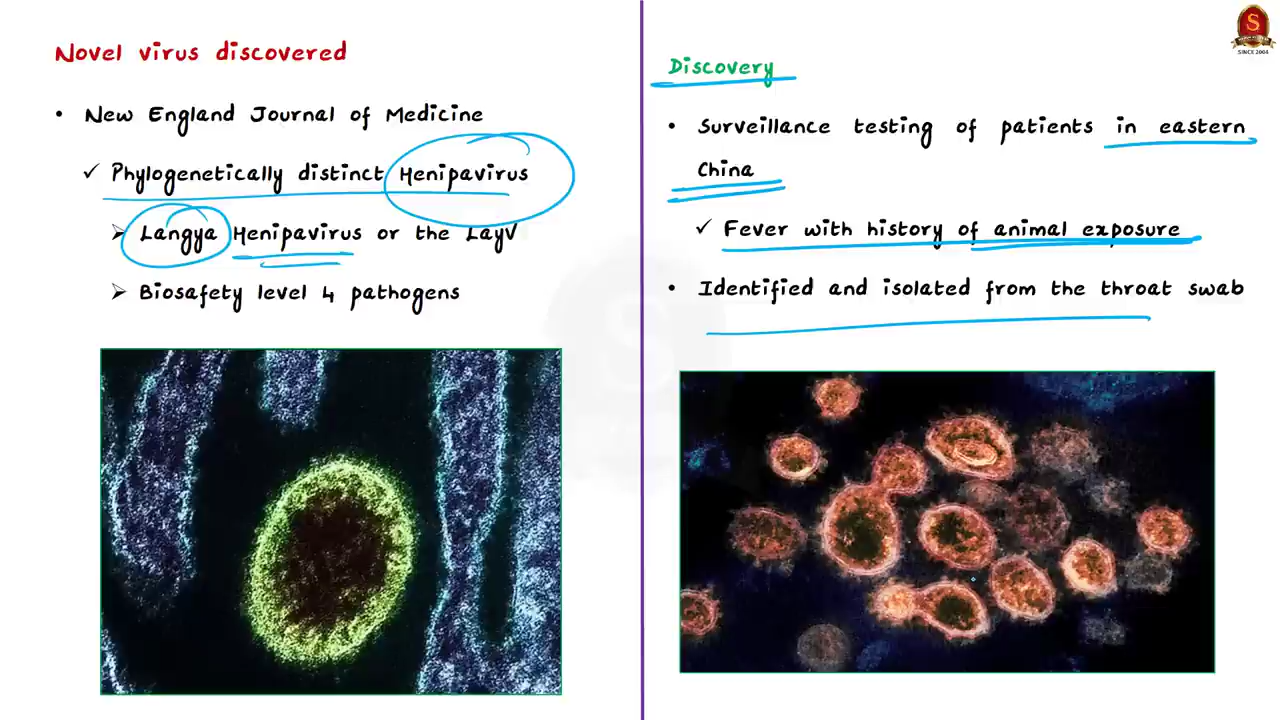 Novel virus discovered
• New England Journal of Medicine
✓ Phylogenetically distinct Henipavirus
➢ Langya Henipavirus or the LayV
➢ Biosafety level 4 pathogens
Discovery
• Surveillance testing of patients in eastern
China
✓ Fever with history of animal exposure
• Identified and isolated from the throat swab
S
SINCE 2004